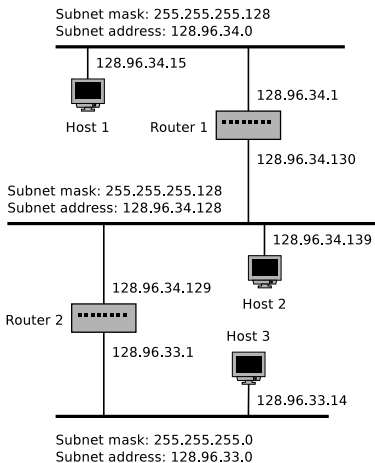 Subnet mask: 255.255.255.128
Subnet address: 128.96.34.0
128.96.34.15
128.96.34.1
Host 1
Router 1
128.96.34.130
Subnet mask: 255.255.255.128
Subnet address: 128.96.34.128
128.96.34.139
128.96.34.129
Host 2
Router 2
Host 3
128.96.33.1
128.96.33.14
Subnet mask: 255.255.255.0
Subnet address: 128.96.33.0